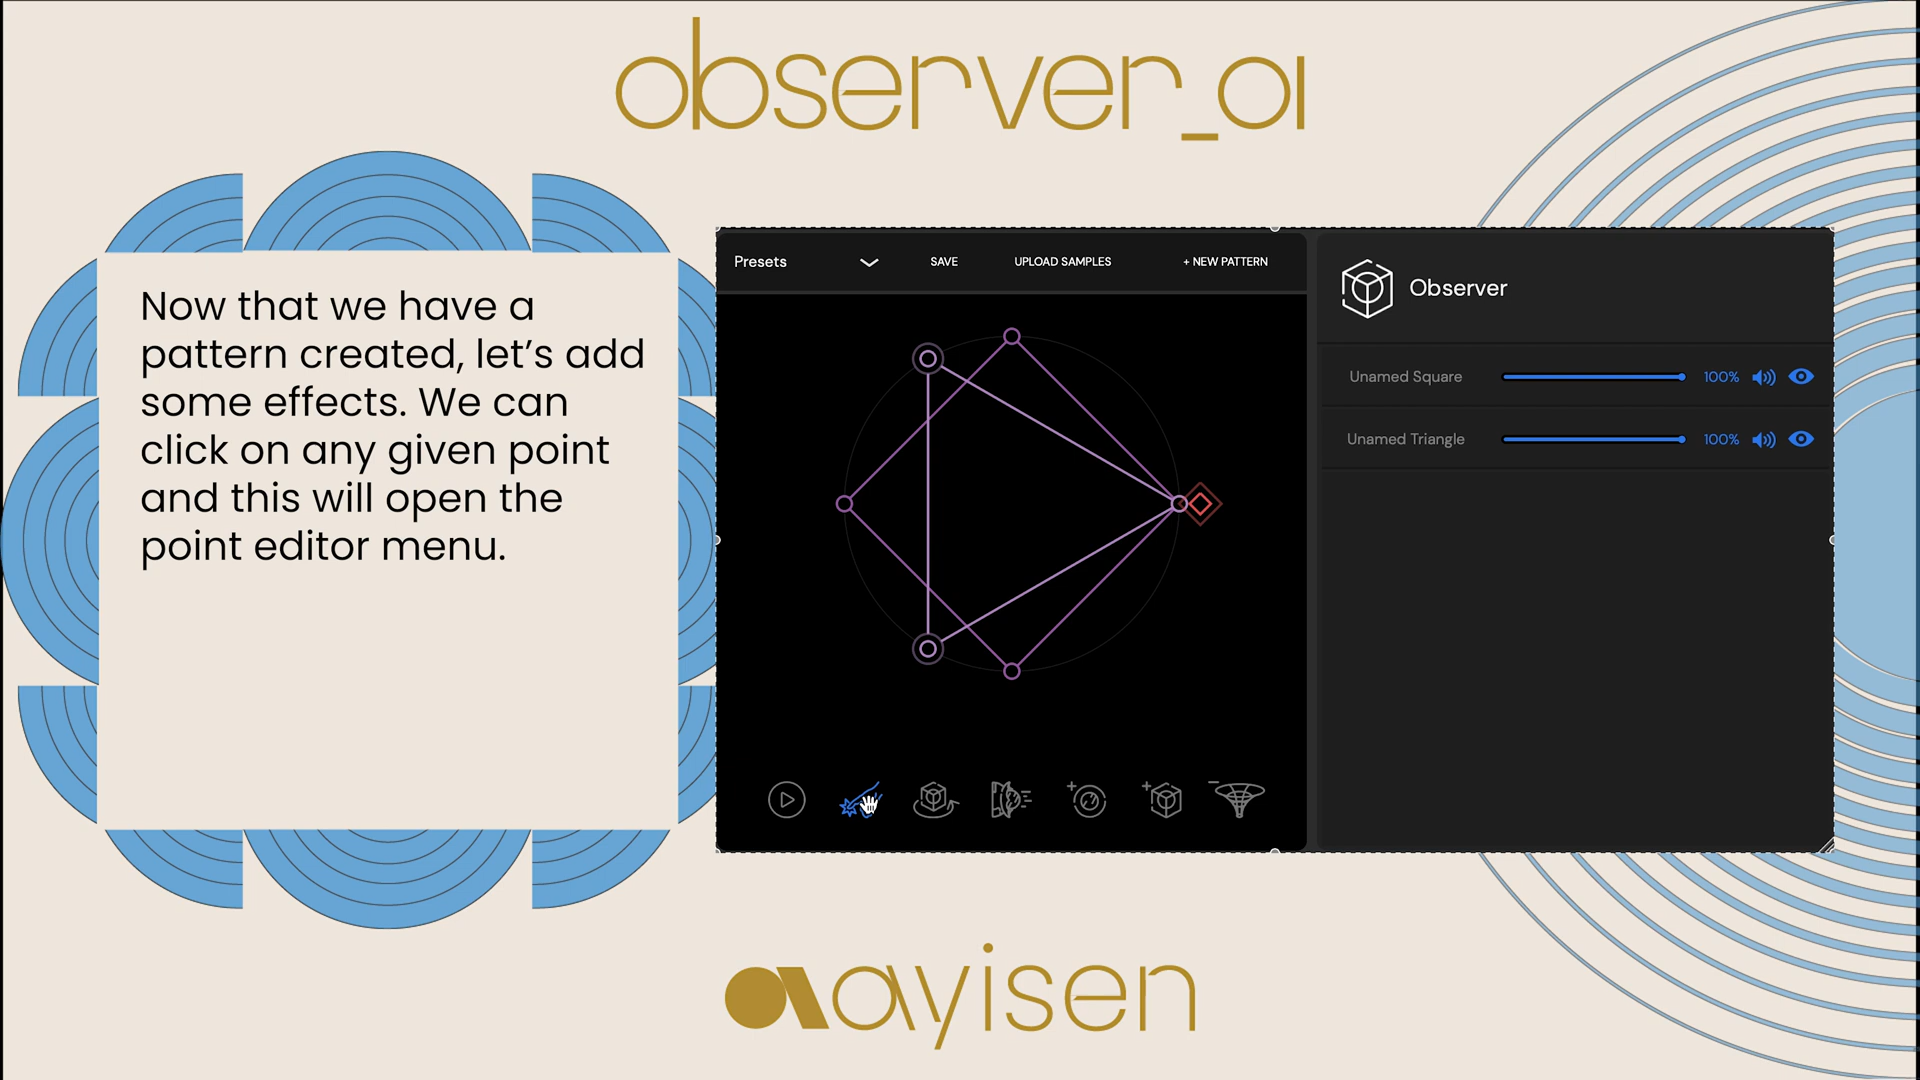 observer_ai
Now that we have a
pattern created, let’s add
some effects. We can
click on any given point
and this will open the
point editor menu.
Presets
SAVE
UPLOAD SAMPLES
+ NEW PATTERN
Observer
Unamed Square
100%
Unamed Triangle
100%
ayisen